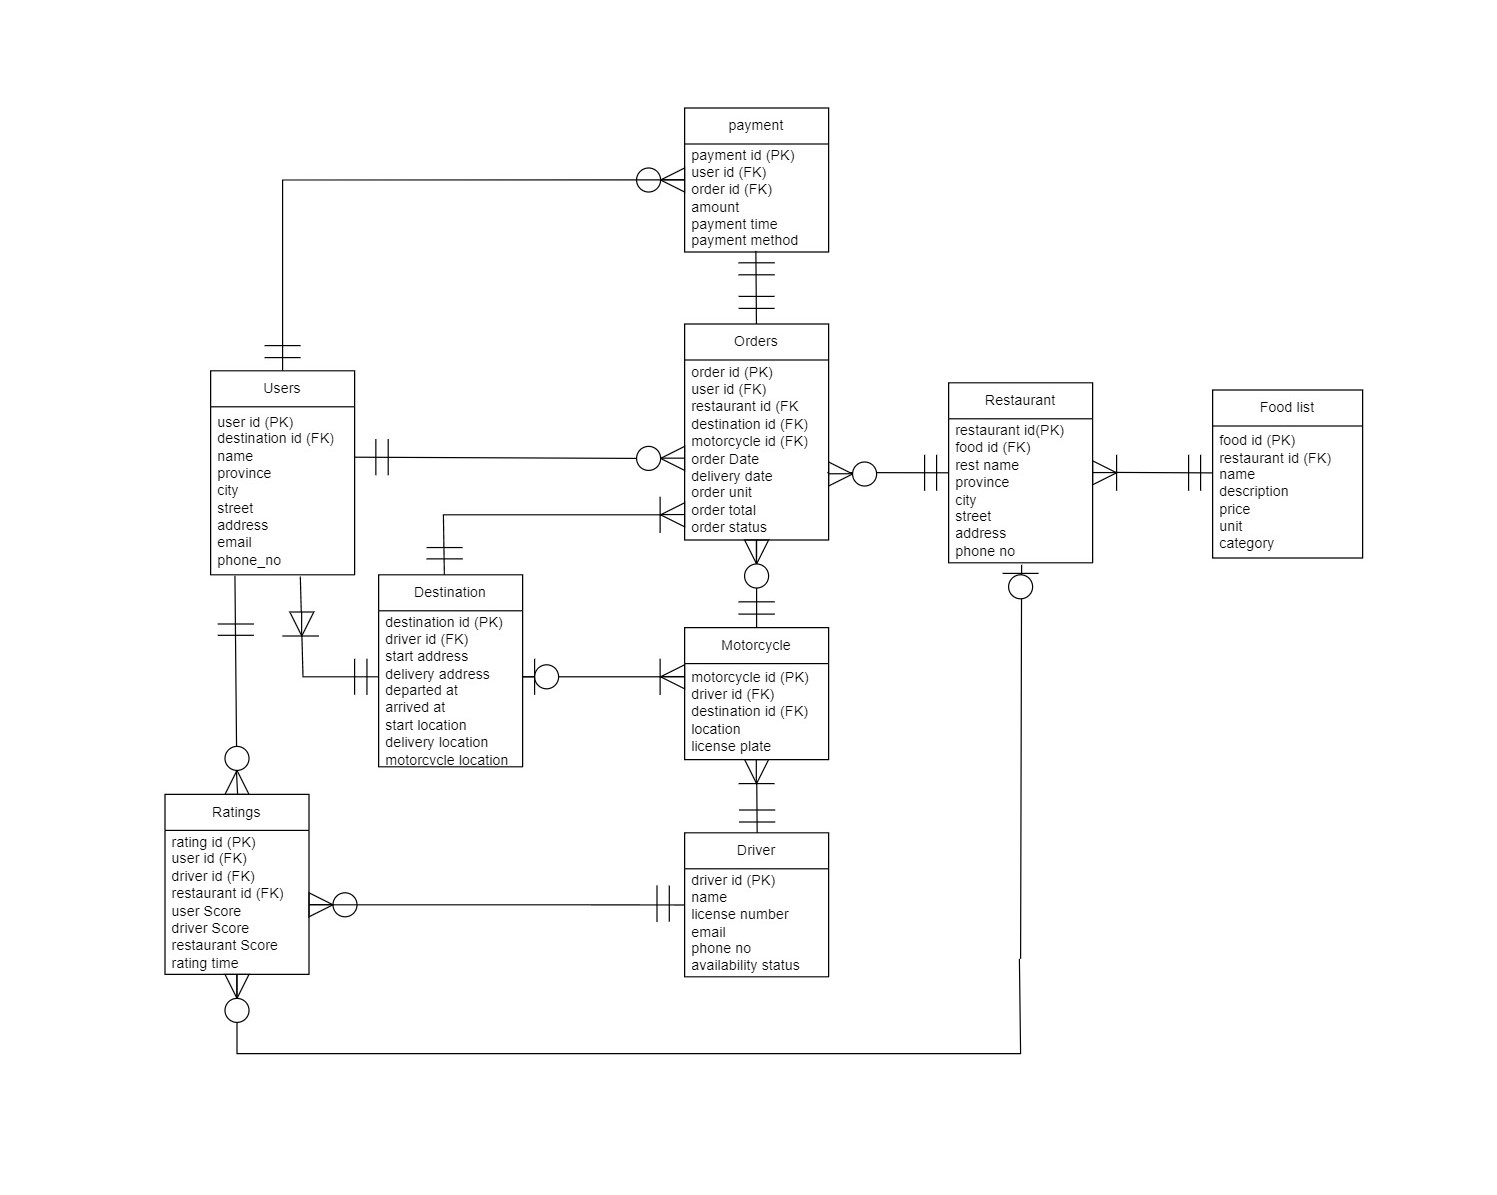 payment
payment id (PK)
user id (FK)
order id (FK)
amount
payment time
payment method
Orders
order id (PK)
user id (FK)
restaurant id (FK
destination id (FK)
motorcycle id (FK)
order Date
delivery date
order unit
order total
order status
Users
user id (PK)
destination id (FK)
name
province
city
street
address
email
phone_no
Restaurant
restaurant id(PK)
food id (FK)
rest name
province
city
street
address
phone no
Food list
food id (PK)
restaurant id (FK)
name
description
price
unit
category
Destination
destination id (PK)
driver id (FK)
start address
delivery address
departed at
arrived at
start location
delivery location
motorcycle location
Motorcycle
motorcycle id (PK)
driver id (FK)
destination id (FK)
location
license plate
Ratings
rating id (PK)
user id (FK)
driver id (FK)
restaurant id (FK)
user Score
driver Score
restaurant Score
rating time
Driver
driver id (PK)
name
license number
email
phone no
availability status